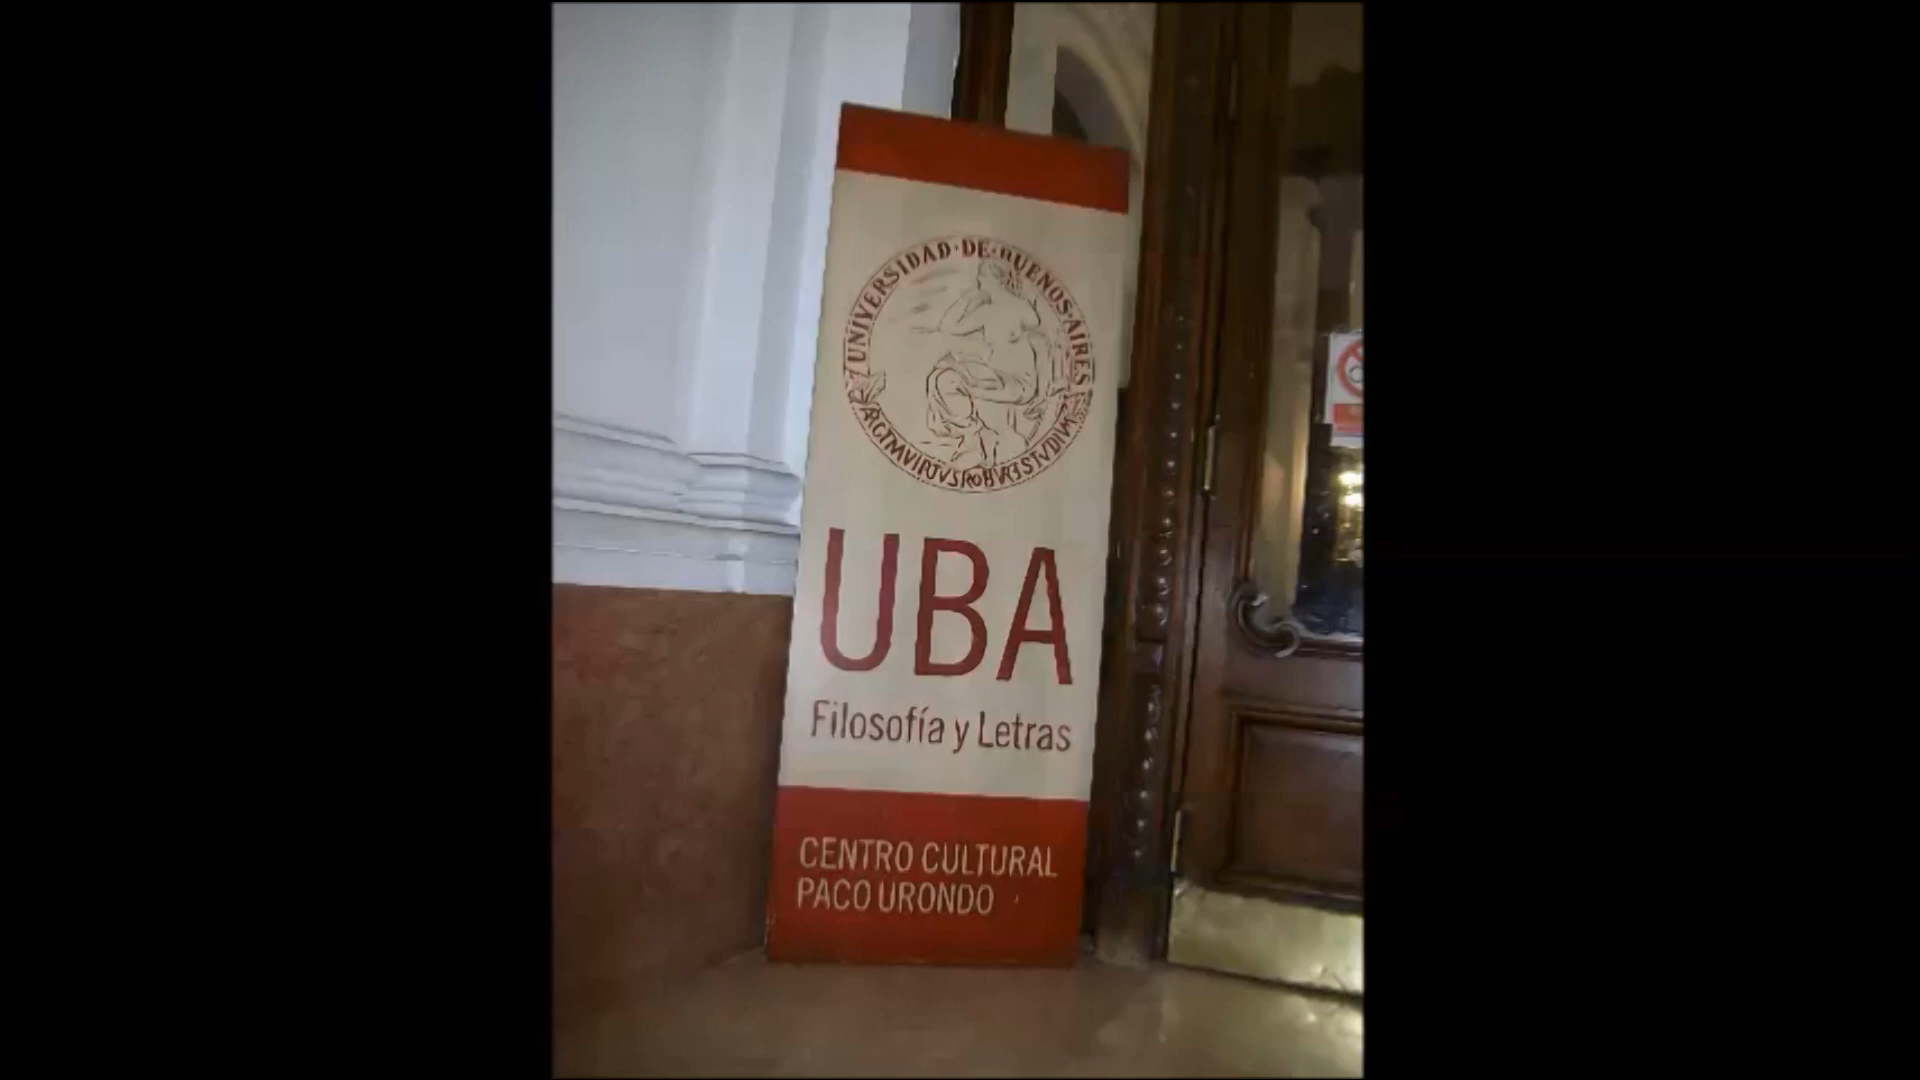 UNIVERSIDAD·DE·BUENOS·AIRES
UBA
Filosofía y Letras
CENTRO CULTURAL
PACO URONDO